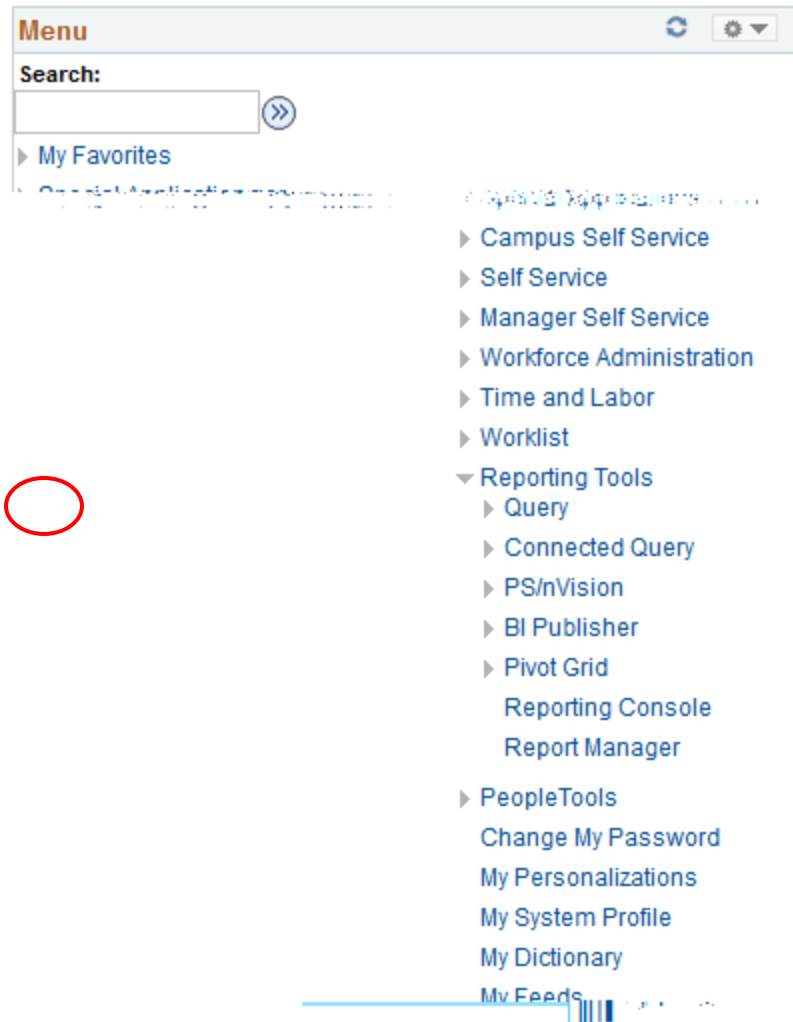 Menu
Search:
My Favorites
Campus Self Service
Self Service
Manager Self Service
Workforce Administration
Time and Labor
Worklist
Reporting Tools
Query
Connected Query
PS/nVision
BI Publisher
Pivot Grid
Reporting Console
Report Manager
PeopleTools
Change My Password
My Personalizations
My System Profile
My Dictionary
My Feeds